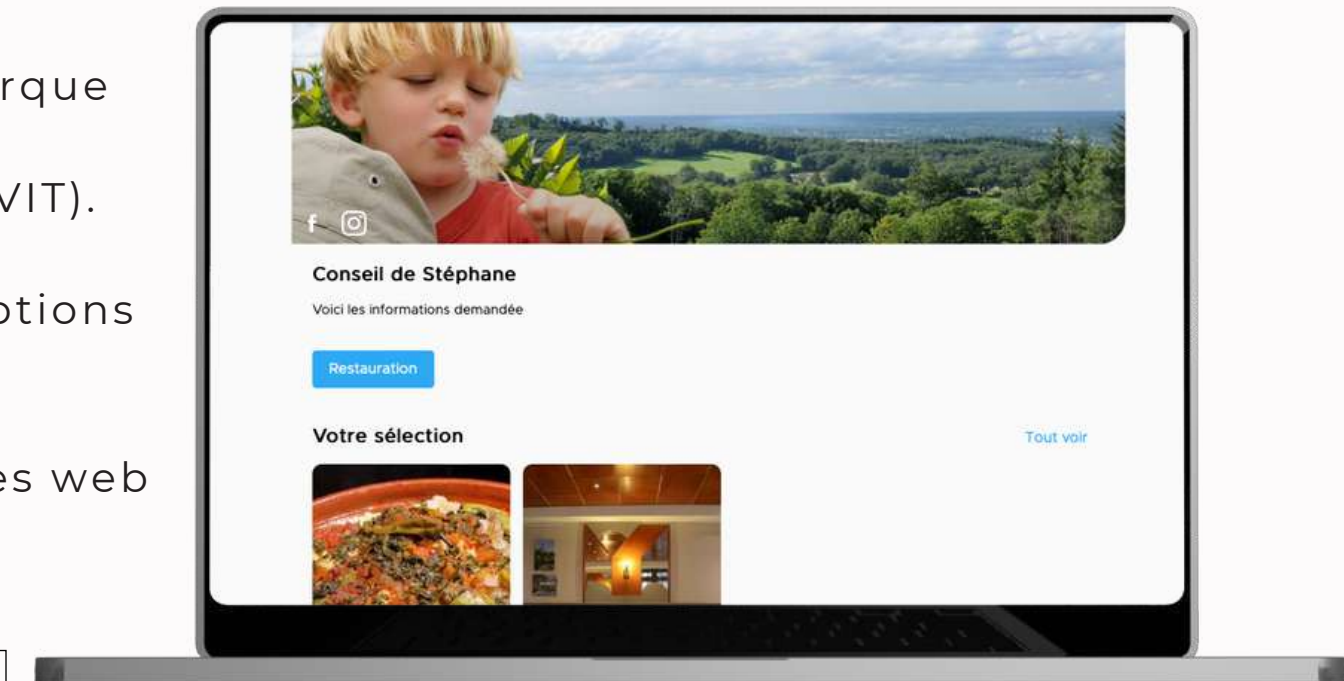 rque
VIT).
otions
es web
f
Conseil de Stéphane
Voici les informations demandée
Restauration
Votre sélection
Tout voir